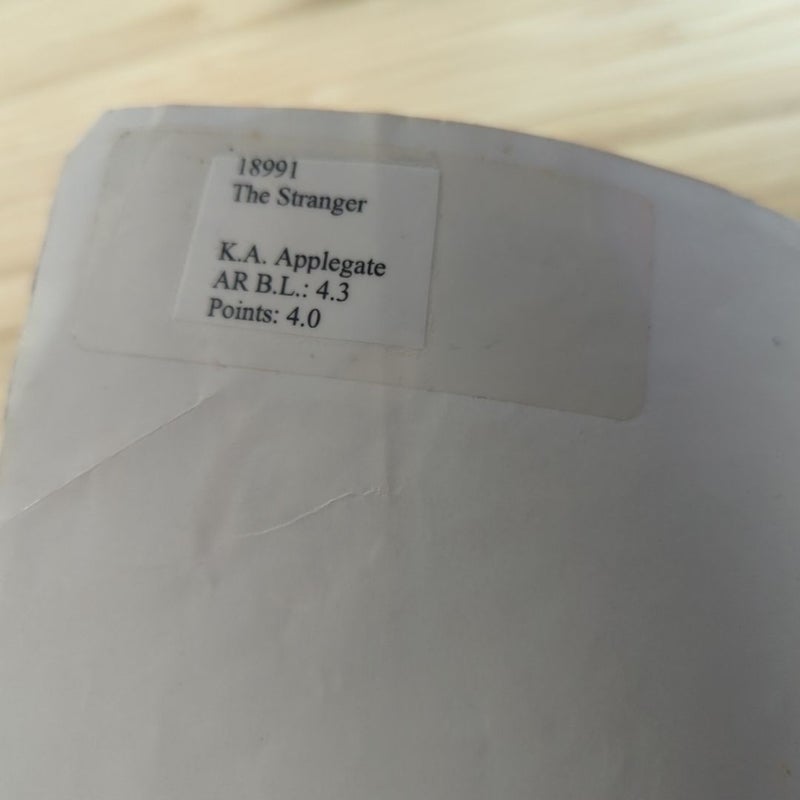 18991
The Stranger
K.A. Applegate
AR B.L.: 4.3
Points: 4.0